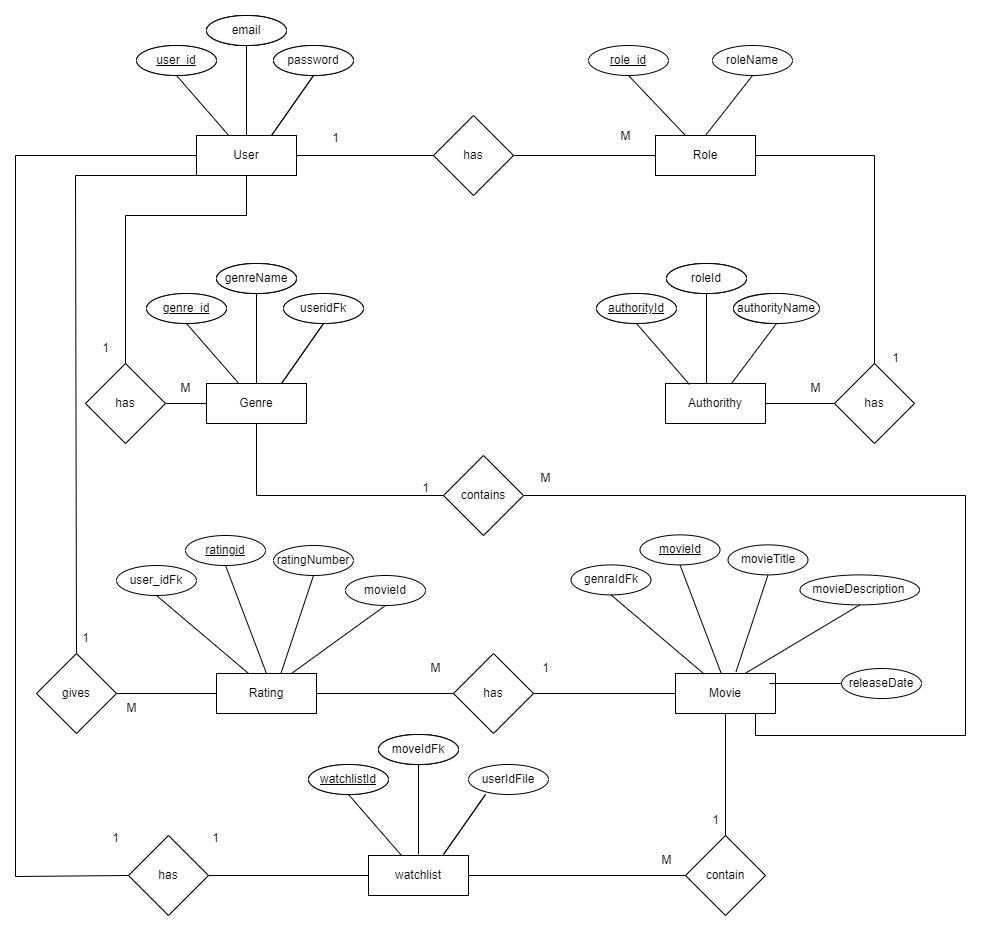 email
user_id
password
role_id
roleName
1
M
User
has
Role
genreName
roleId
genre_id
useridFk
authorityId
authorityName
1
1
M
M
has
Genre
Authorithy
has
1
M
contains
ratingid
movieId
ratingNumber
movieTitle
user_idFk
genraIdFk
movieId
movieDescription
1
M
1
gives
Rating
has
Movie
releaseDate
M
moveIdFk
watchlistId
userIdFile
1
1
1
M
has
watchlist
contain